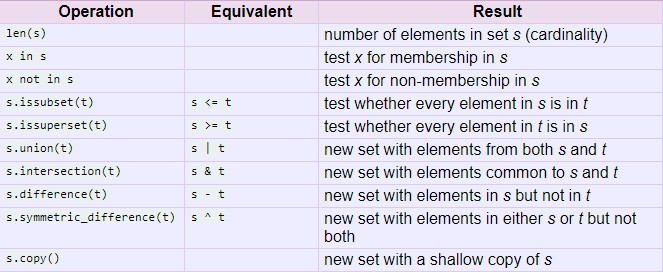 Operation Equivalent Result
len(s) number of elements in set s (cardinality)
x in s test x for membership in s
x not in s test x for non-membership in s
s.issubset(t) s <= t test whether every element in s is in t
s.issuperset(t) s >= t test whether every element in t is in s
s.union(t) s | t new set with elements from both s and t
s.intersection(t) s & t new set with elements common to s and t
s.difference(t) s - t new set with elements in s but not in t
s.symmetric_difference(t) s ^ t new set with elements in either s or t but not
both
s.copy() new set with a shallow copy of s